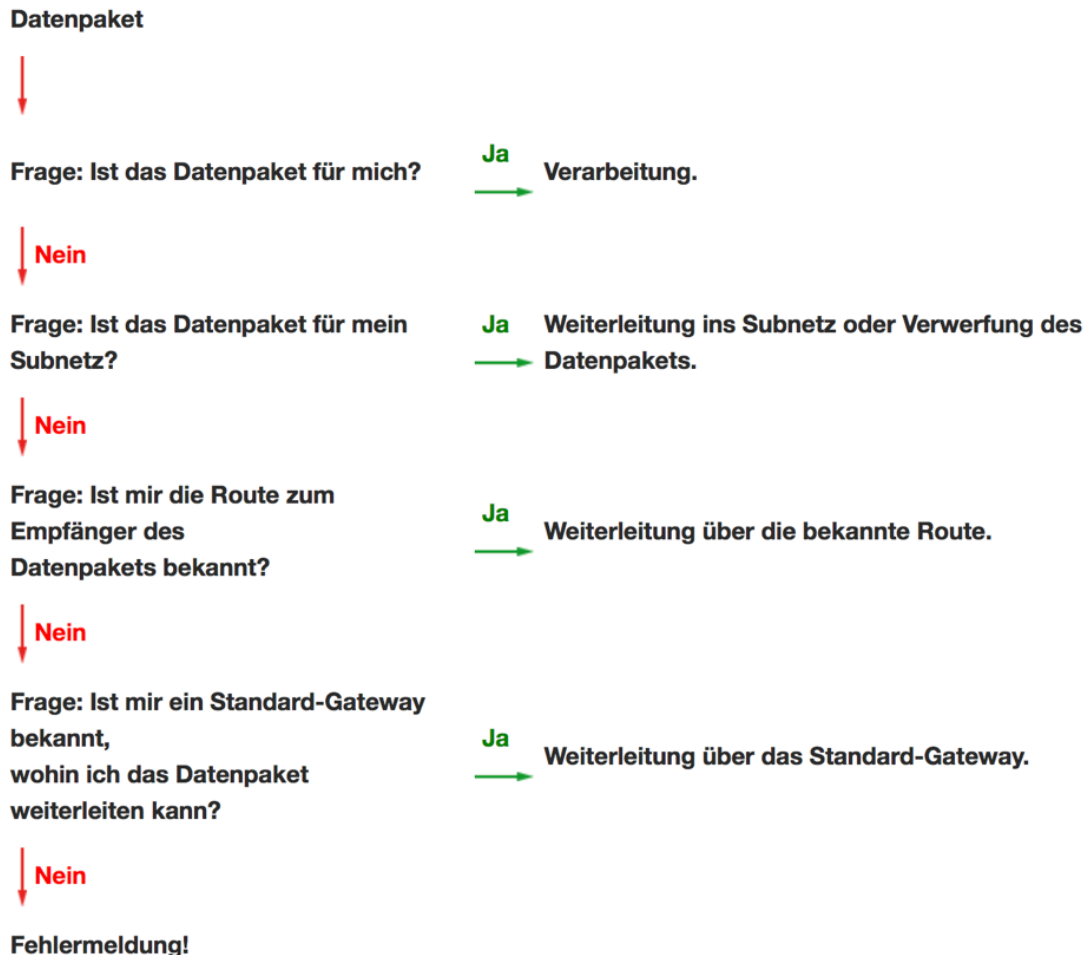 Datenpaket
Frage: Ist das Datenpaket für mich?
Ja
Verarbeitung.
Nein
Frage: Ist das Datenpaket für mein
Subnetz?
Ja
Weiterleitung ins Subnetz oder Verwerfung des
Datenpakets.
Nein
Frage: Ist mir die Route zum
Empfänger des
Datenpakets bekannt?
Ja
Weiterleitung über die bekannte Route.
Nein
Frage: Ist mir ein Standard-Gateway
bekannt,
wohin ich das Datenpaket
weiterleiten kann?
Ja
Weiterleitung über das Standard-Gateway.
Nein
Fehlermeldung!